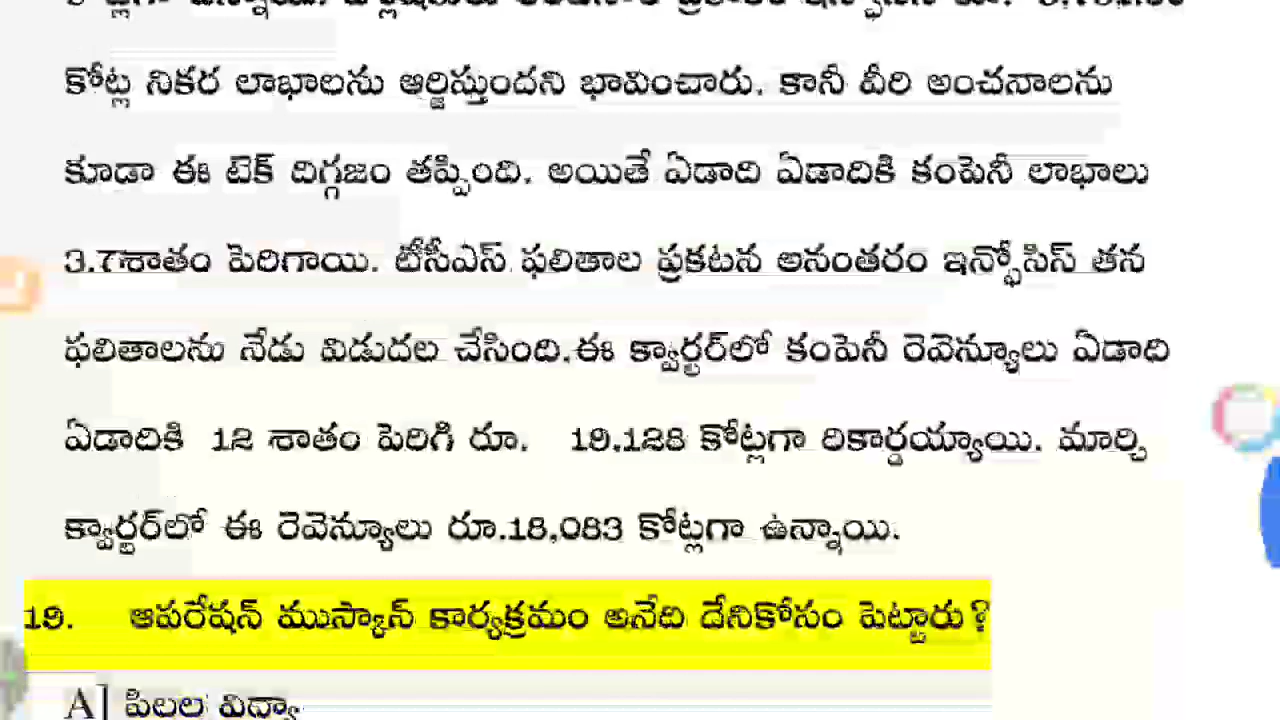 కోట్ల నికర లాభాలను ఆర్జిస్తుందని భావించారు. కానీ వీరి అంచనాలను
కూడా ఈ టెక్ దిగ్గజం తప్పింది. అయితే ఏడాది ఏడాదికి కంపెనీ లాభాలు
3.7శాతం పెరిగాయి. టీసీఎస్ ఫలితాల ప్రకటన అనంతరం ఇన్ఫోసిస్ తన
ఫలితాలను నేడు విడుదల చేసింది.ఈ క్వార్టర్‌లో కంపెనీ రెవెన్యూలు ఏడాది
ఏడాదికి 12 శాతం పెరిగి రూ. 19,128 కోట్లగా రికార్డయ్యాయి. మార్చి
క్వార్టర్‌లో ఈ రెవెన్యూలు రూ.18,083 కోట్లగా ఉన్నాయి.
19. ఆపరేషన్ ముస్కాన్ కార్యక్రమం అనేది దేనికోసం పెట్టారు?
A] పిలల విద్యా